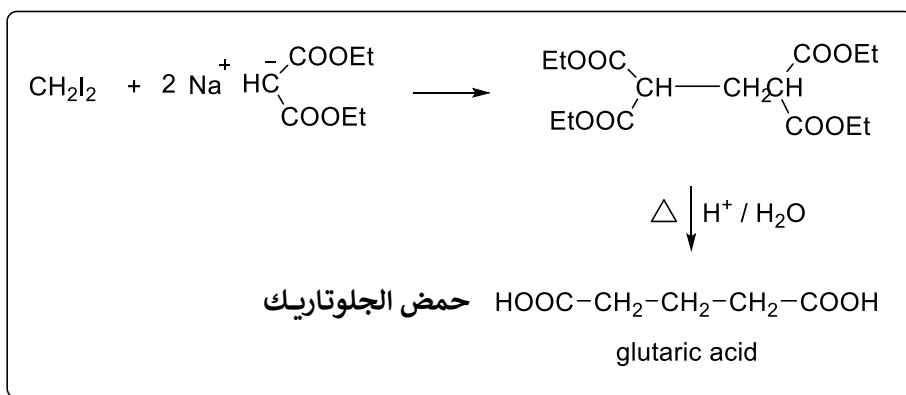 CH₂I₂ + 2 Na⁺ HC⁻ COOEt COOEt
EtOOC EtOOC CH—CH₂CH COOEt COOEt
△ H⁺ / H₂O
حمض الجلوتاريـك HOOC−CH₂−CH₂−CH₂−COOH
glutaric acid